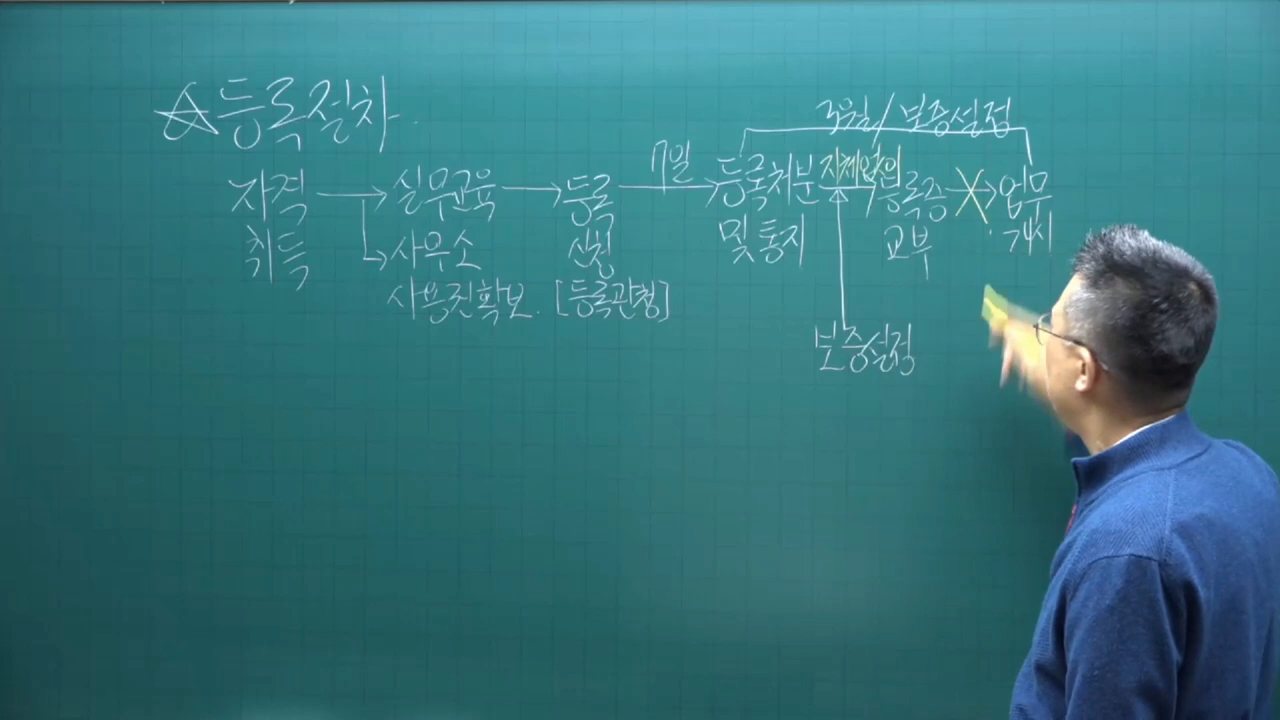 ☆등록절차.
3월/보증설정
자격 → 실무교육 → 등록 7일 → 등록처분 지체없이 등록증 X→ 업무
취득 → 사무소 신청 및 통지 교부 개시
사용권확보. [등록관청]
보증설정